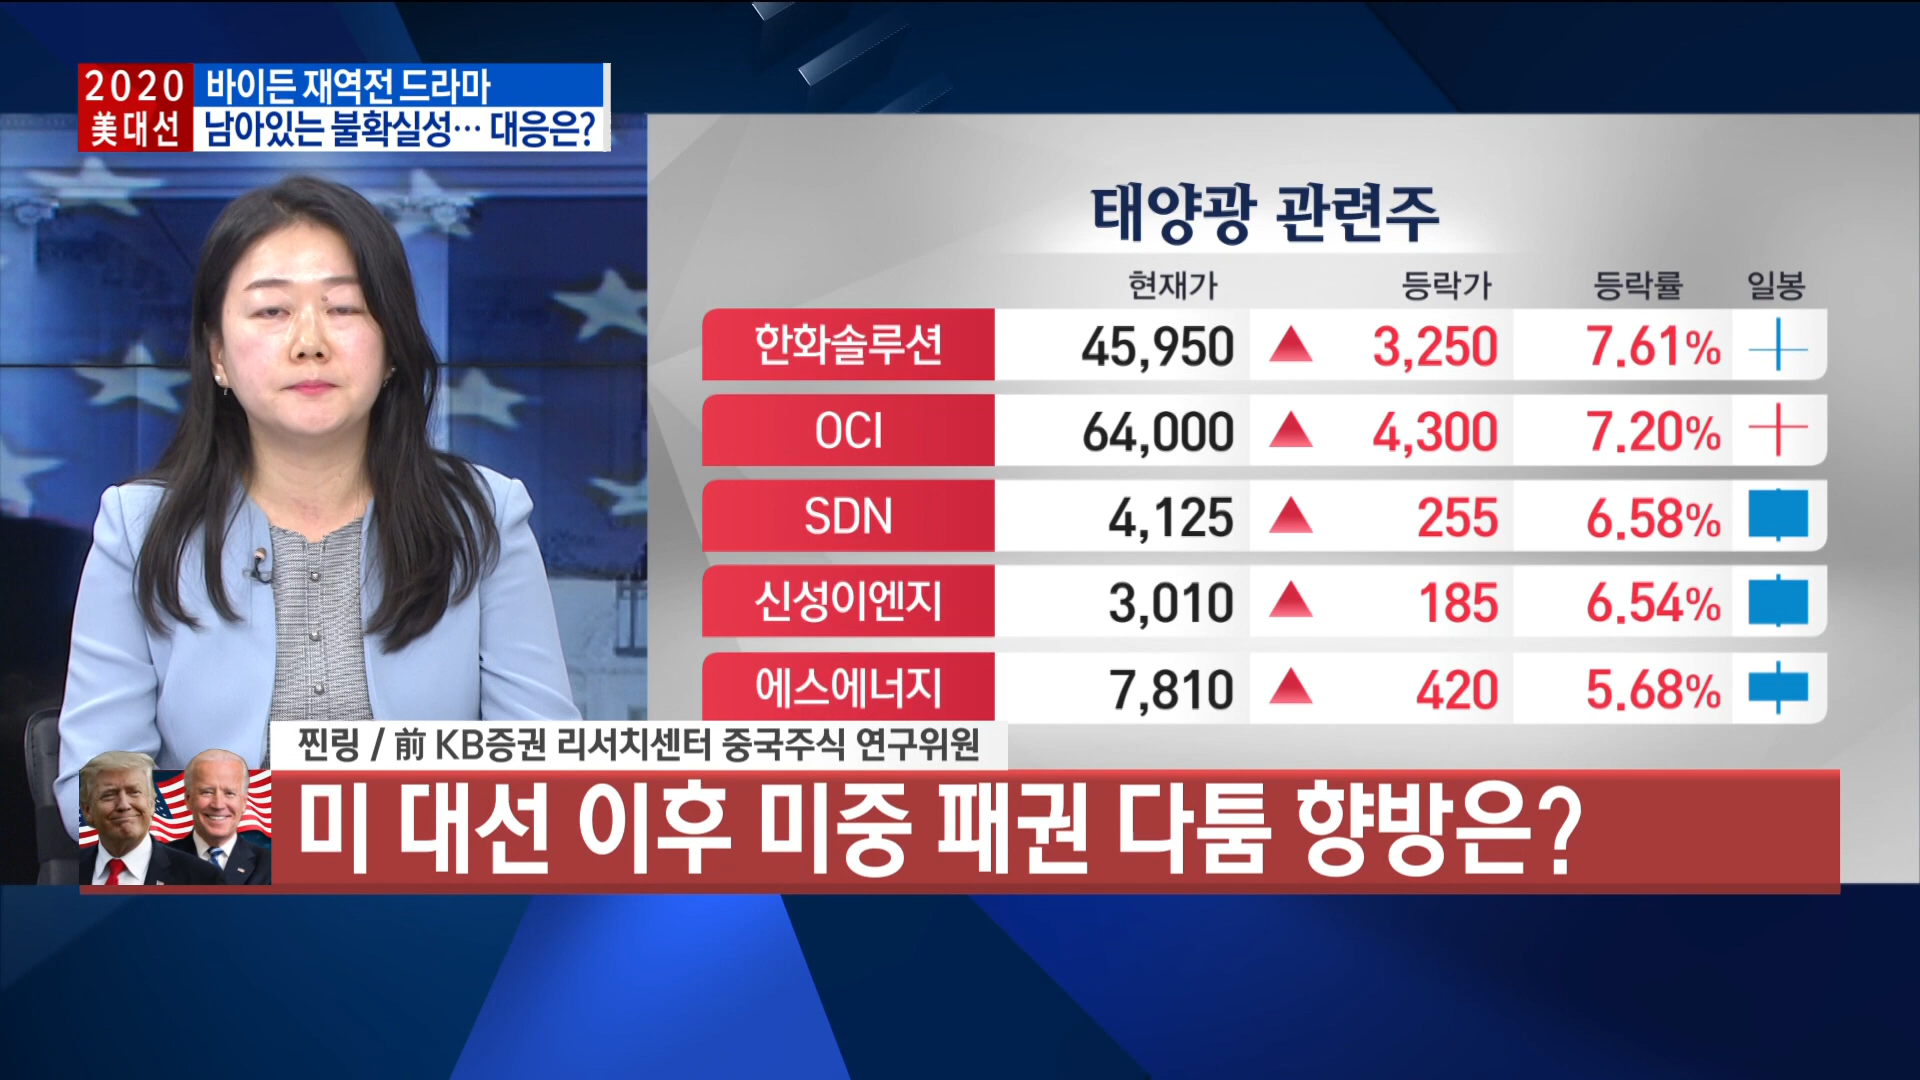 2020
美대선
바이든 재역전 드라마
남아있는 불확실성… 대응은?
태양광 관련주
현재가 등락가 등락률 일봉
한화솔루션 45,950 ▲ 3,250 7.61%
OCI 64,000 ▲ 4,300 7.20%
SDN 4,125 ▲ 255 6.58%
신성이엔지 3,010 ▲ 185 6.54%
에스에너지 7,810 ▲ 420 5.68%
찐링 / 前 KB증권 리서치센터 중국주식 연구위원
미 대선 이후 미중 패권 다툼 향방은?